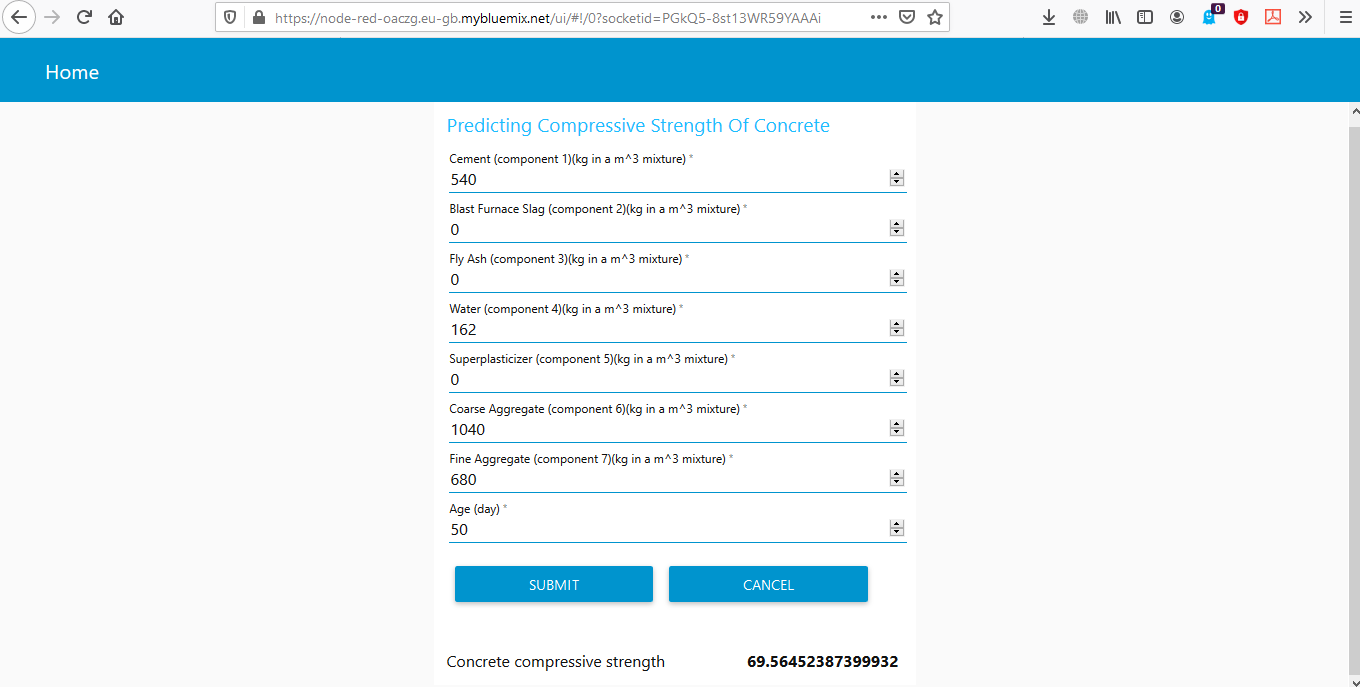 https://node-red-oaczg.eu-gb.mybluemix.net/ui/#!/0?socketid=PGkQ5-8st13WR59YAAAi
0
Home
Predicting Compressive Strength Of Concrete
Cement (component 1)(kg in a m^3 mixture) *
540
Blast Furnace Slag (component 2)(kg in a m^3 mixture) *
0
Fly Ash (component 3)(kg in a m^3 mixture) *
0
Water (component 4)(kg in a m^3 mixture) *
162
Superplasticizer (component 5)(kg in a m^3 mixture) *
0
Coarse Aggregate (component 6)(kg in a m^3 mixture) *
1040
Fine Aggregate (component 7)(kg in a m^3 mixture) *
680
Age (day) *
50
SUBMIT CANCEL
Concrete compressive strength 69.56452387399932